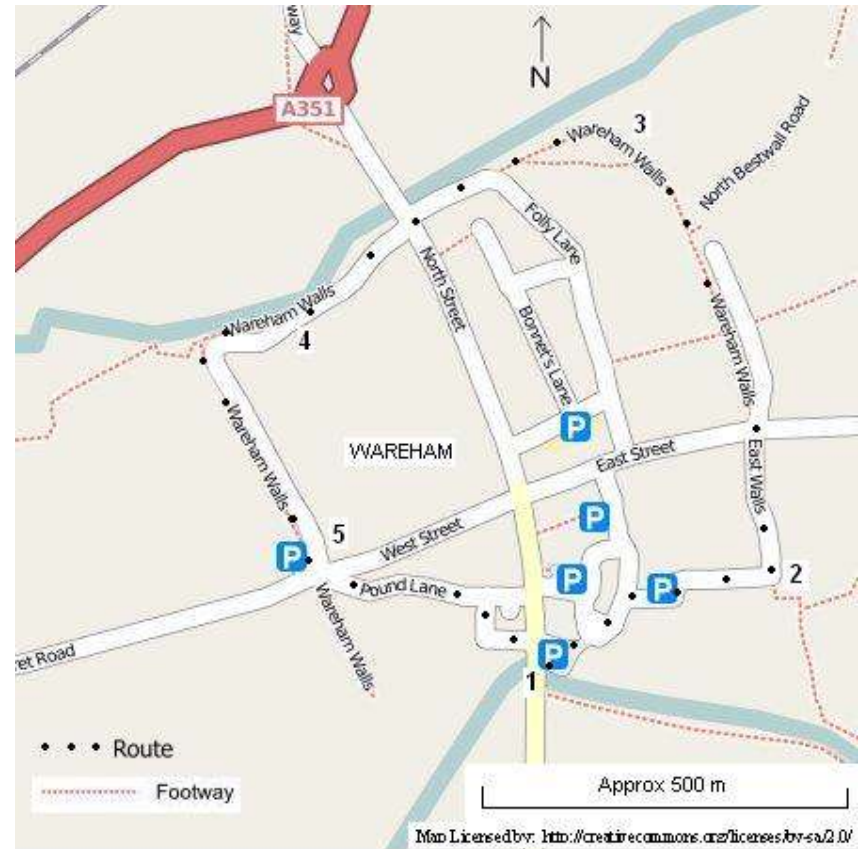 way
A351
N
3
Wareham Walls
North Bestwall Road
Folly Lane
North Street
Wareham Walls
4
Bonnet's Lane
Wareham Walls
Wareham Walls
P
WAREHAM
East Street
East Walls
P
5
West Street
P
P
P
2
Pound Lane
Wareham Walls
P
1
ret Road
Route
Footway
Approx 500 m
Map Licensed by: http://creativecommons.org/licenses/by-sa/2.0/